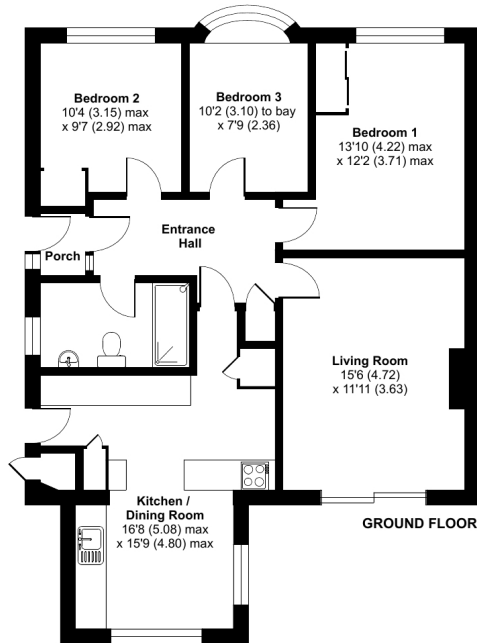 Bedroom 2
10'4 (3.15) max
x 9'7 (2.92) max
Bedroom 3
10'2 (3.10) to bay
x 7'9 (2.36)
Bedroom 1
13'10 (4.22) max
x 12'2 (3.71) max
Entrance
Hall
Porch
Living Room
15'6 (4.72)
x 11'11 (3.63)
Kitchen /
Dining Room
16'8 (5.08) max
x 15'9 (4.80) max
GROUND FLOOR